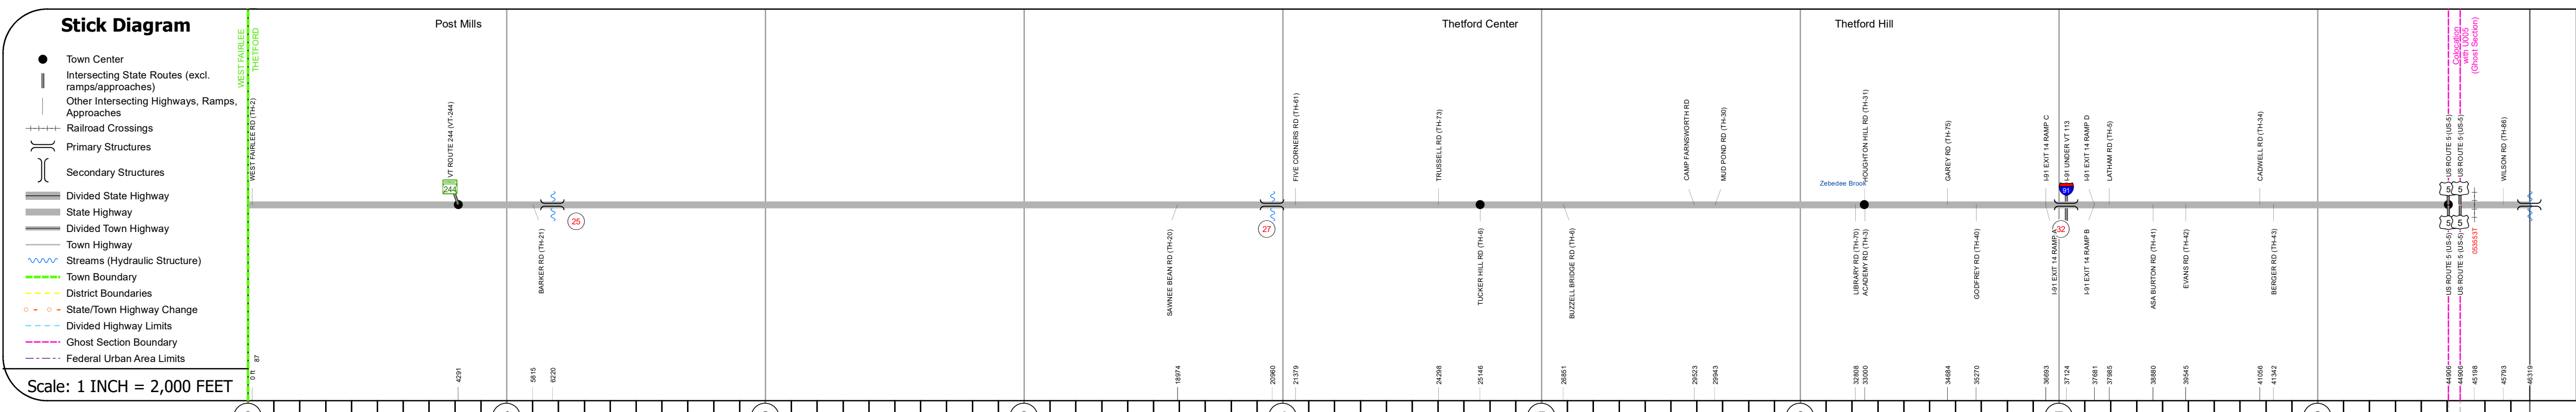 Stick Diagram
Town Center
Intersecting State Routes (excl.
ramps/approaches)
Other Intersecting Highways, Ramps,
Approaches
Railroad Crossings
Primary Structures
Secondary Structures
Divided State Highway
State Highway
Divided Town Highway
Town Highway
Streams (Hydraulic Structure)
Town Boundary
District Boundaries
State/Town Highway Change
Divided Highway Limits
Ghost Section Boundary
Federal Urban Area Limits
Scale: 1 INCH = 2,000 FEET
Post Mills
Thetford Center
Thetford Hill
WEST FAIRLEE
THETFORD
Colocation
with U005
(Ghost Section)
WEST FAIRLEE RD (TH-2)
VT ROUTE 244 (VT-244)
244
FIVE CORNERS RD (TH-61)
TRUSSELL RD (TH-73)
CAMP FARNSWORTH RD
MUD POND RD (TH-30)
Zebedee Brook
HOUGHTON HILL RD (TH-31)
GAREY RD (TH-75)
I-91 EXIT 14 RAMP C
I-91 UNDER VT 113
91
I-91 EXIT 14 RAMP D
LATHAM RD (TH-5)
CADWELL RD (TH-34)
US ROUTE 5 (US-5)
US ROUTE 5 (US-5)
5
5
WILSON RD (TH-86)
BARKER RD (TH-21)
25
SAWNEE BEAN RD (TH-20)
27
TUCKER HILL RD (TH-6)
BUZZELL BRIDGE RD (TH-6)
LIBRARY RD (TH-70)
ACADEMY RD (TH-3)
GODFREY RD (TH-40)
I-91 EXIT 14 RAMP A
32
I-91 EXIT 14 RAMP B
ASA BURTON RD (TH-41)
EVANS RD (TH-42)
BERGER RD (TH-43)
5
5
US ROUTE 5 (US-5)
US ROUTE 5 (US-5)
053653T
0 ft
87
4291
5815
6220
18974
20960
21379
24298
25146
26851
29523
29943
32808
33000
34684
35270
36693
37124
37681
37985
38880
39545
41056
41342
44906
44906
45198
45793
46319